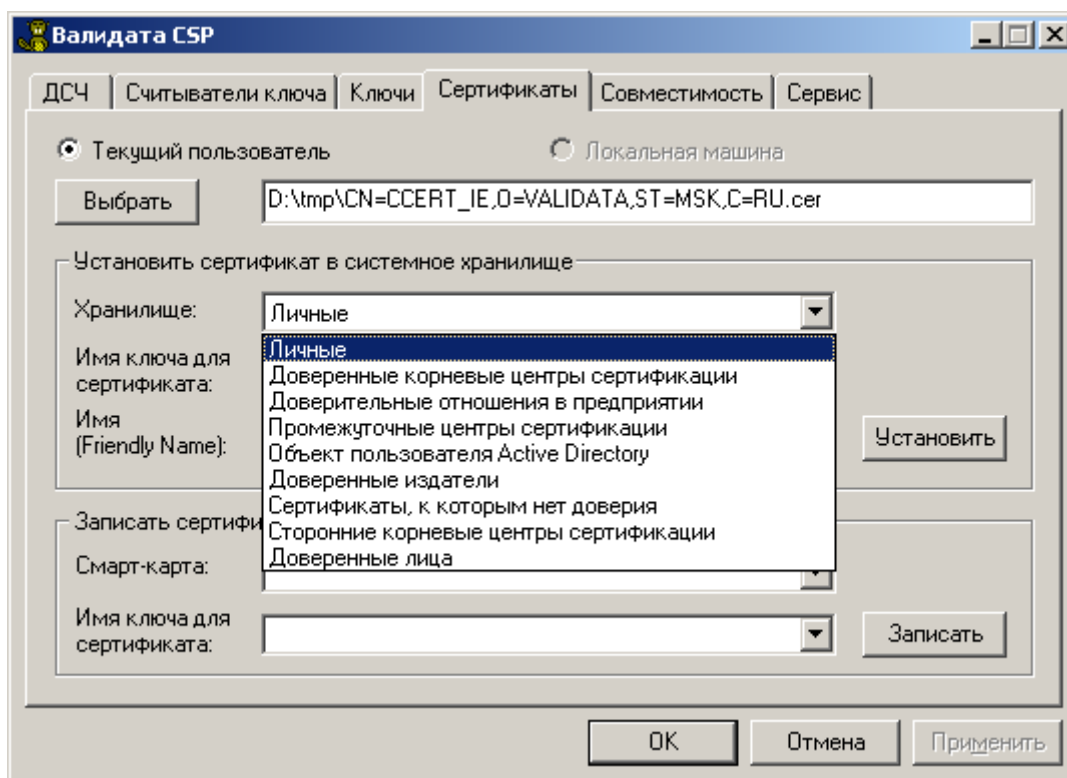 Валидата CSP
ДСЧ Считыватели ключа Ключи Сертификаты Совместимость Сервис
Текущий пользователь Локальная машина
Выбрать D:\tmp\CN=CCERT_IE,O=VALIDATA,ST=MSK,C=RU.cer
Установить сертификат в системное хранилище
Хранилище: Личные
Личные
Имя ключа для
сертификата:
Доверенные корневые центры сертификации
Доверительные отношения в предприятии
Имя
(Friendly Name):
Промежуточные центры сертификации
Объект пользователя Active Directory
Установить
Доверенные издатели
Сертификаты, к которым нет доверия
Записать
Сторонние корневые центры сертификации
Доверенные лица
Смарт-карта:
Имя ключа для
сертификата:
Записать
OK Отмена Применить